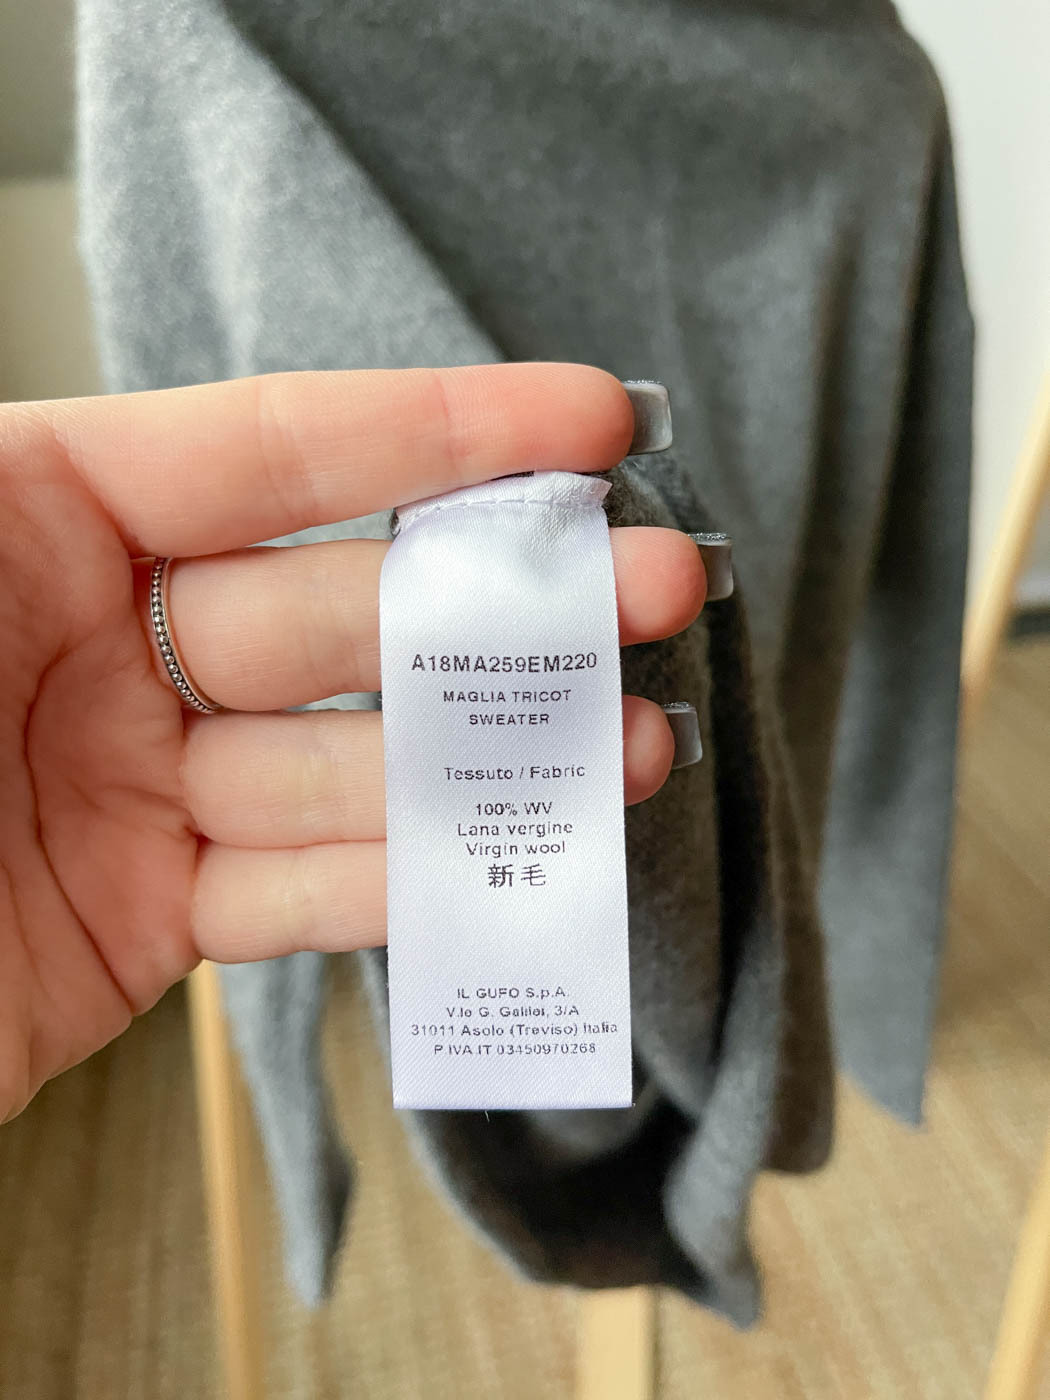 A18MA259EM220
MAGLIA TRICOT
SWEATER
Tessuto / Fabric
100% WV
Lana vergine
Virgin wool
新毛
IL GUFO S.p.A.
V.le G. Galilei, 3/A
31011 Asolo (Treviso) Italia
P.IVA.IT 03450970268